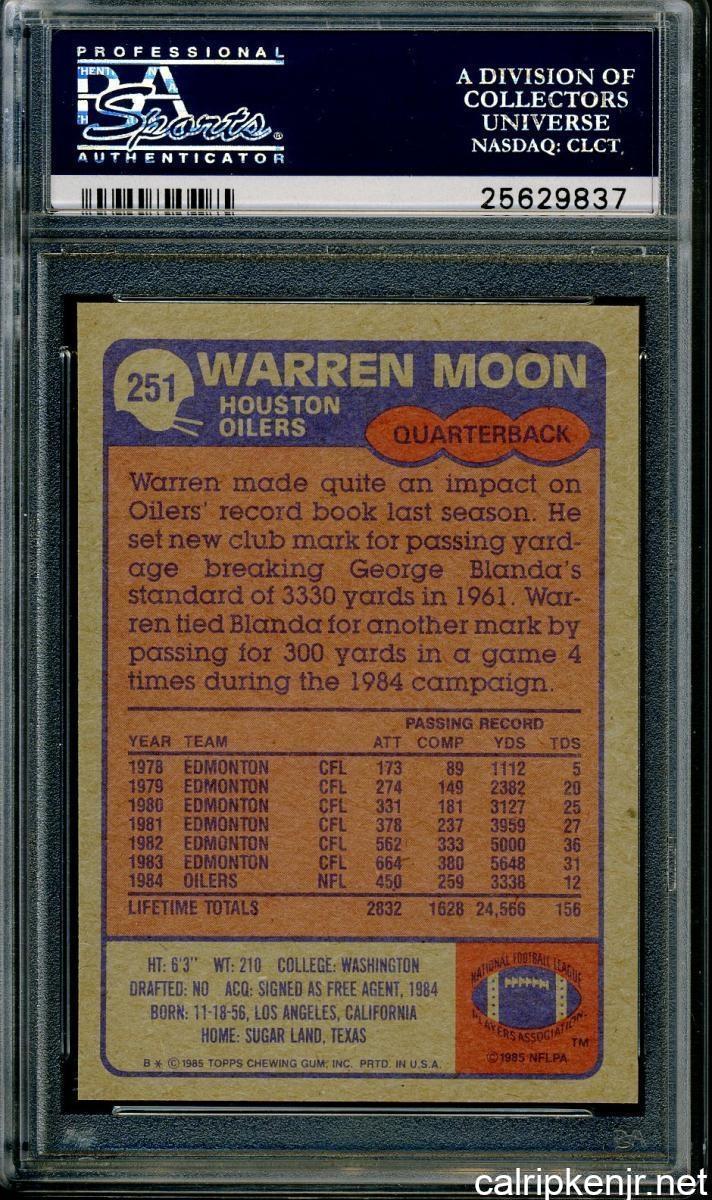 PROFESSIONAL
PSA
Sports
AUTHENTICATOR
A DIVISION OF
COLLECTORS
UNIVERSE
NASDAQ: CLCT
25629837
251
WARREN MOON
HOUSTON
OILERS
QUARTERBACK
Warren made quite an impact on
Oilers' record book last season. He
set new club mark for passing yard-
age breaking George Blanda's
standard of 3330 yards in 1961. War-
ren tied Blanda for another mark by
passing for 300 yards in a game 4
times during the 1984 campaign.
PASSING RECORD
YEAR TEAM ATT COMP YDS TDS
1978 EDMONTON CFL 173 89 1112 5
1979 EDMONTON CFL 274 149 2382 20
1980 EDMONTON CFL 331 181 3127 25
1981 EDMONTON CFL 378 237 3959 27
1982 EDMONTON CFL 562 333 5000 36
1983 EDMONTON CFL 664 380 5648 31
1984 OILERS NFL 450 259 3338 12
LIFETIME TOTALS 2832 1628 24,566 156
HT: 6'3" WT: 210 COLLEGE: WASHINGTON
DRAFTED: NO ACQ: SIGNED AS FREE AGENT, 1984
BORN: 11-18-56, LOS ANGELES, CALIFORNIA
HOME: SUGAR LAND, TEXAS
B * © 1985 TOPPS CHEWING GUM, INC. PRTD. IN U.S.A.
NATIONAL FOOTBALL LEAGUE
PLAYERS ASSOCIATION
TM
© 1985 NFLPA
calripkenjr.net